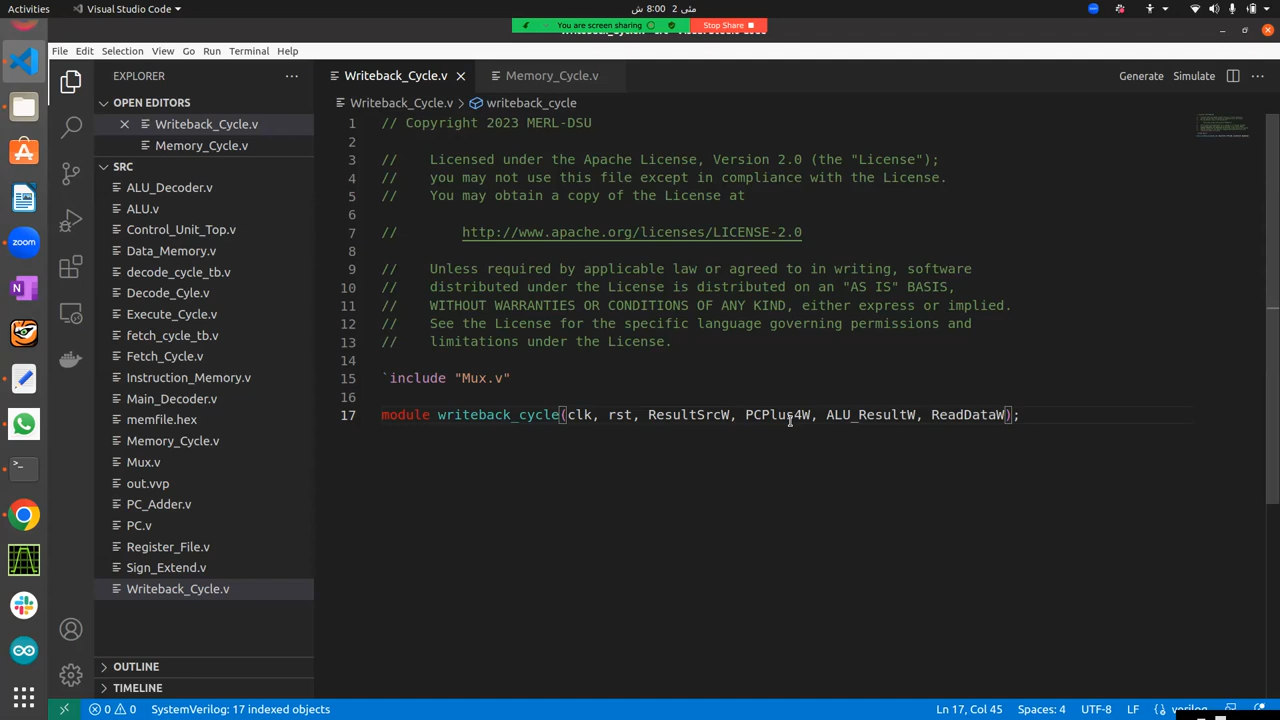 Activities
Visual Studio Code
مئی 2 8:00 ش
You are screen sharing
Stop Share
File Edit Selection View Go Run Terminal Help
EXPLORER
OPEN EDITORS
Writeback_Cycle.v
Memory_Cycle.v
SRC
ALU_Decoder.v
ALU.v
Control_Unit_Top.v
Data_Memory.v
decode_cycle_tb.v
Decode_Cyle.v
Execute_Cycle.v
fetch_cycle_tb.v
Fetch_Cycle.v
Instruction_Memory.v
Main_Decoder.v
memfile.hex
Memory_Cycle.v
Mux.v
out.vvp
PC_Adder.v
PC.v
Register_File.v
Sign_Extend.v
Writeback_Cycle.v
OUTLINE
TIMELINE
Writeback_Cycle.v
Memory_Cycle.v
Generate Simulate
Writeback_Cycle.v > writeback_cycle
1 // Copyright 2023 MERL-DSU
2
3 // Licensed under the Apache License, Version 2.0 (the "License");
4 // you may not use this file except in compliance with the License.
5 // You may obtain a copy of the License at
6
7 // http://www.apache.org/licenses/LICENSE-2.0
8
9 // Unless required by applicable law or agreed to in writing, software
10 // distributed under the License is distributed on an "AS IS" BASIS,
11 // WITHOUT WARRANTIES OR CONDITIONS OF ANY KIND, either express or implied.
12 // See the License for the specific language governing permissions and
13 // limitations under the License.
14
15 `include "Mux.v"
16
17 module writeback_cycle(clk, rst, ResultSrcW, PCPlus4W, ALU_ResultW, ReadDataW);
zoom
0 0
SystemVerilog: 17 indexed objects
Ln 17, Col 45
Spaces: 4
UTF-8
LF
verilog